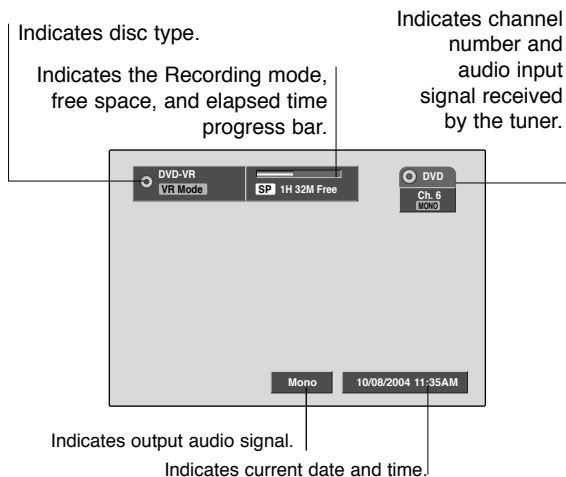 Indicates disc type.
Indicates the Recording mode,
free space, and elapsed time
progress bar.
Indicates channel
number and
audio input
signal received
by the tuner.
DVD-VR
VR Mode
SP 1H 32M Free
DVD
Ch. 6
MONO
Mono
10/08/2004 11:35AM
Indicates output audio signal.
Indicates current date and time.